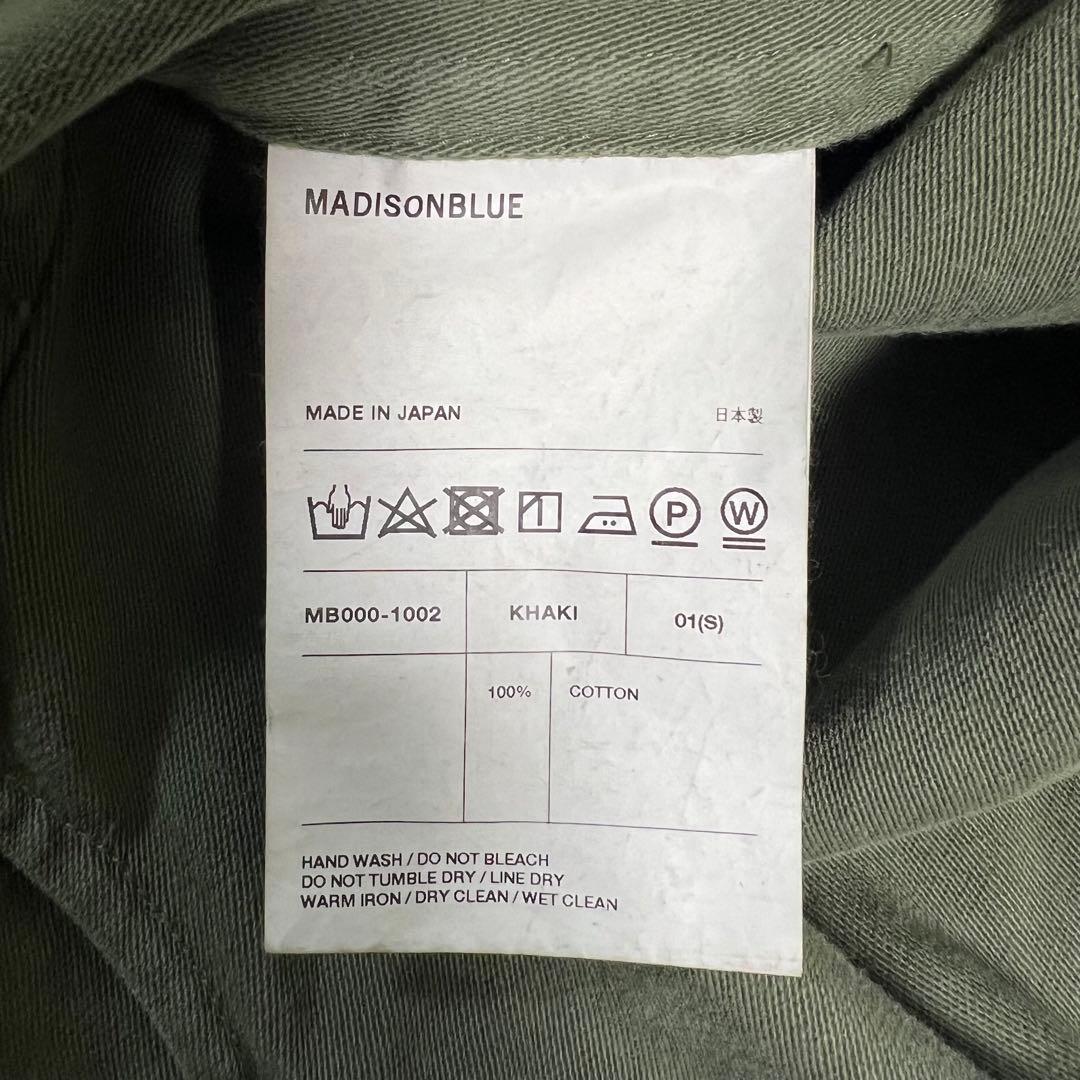 MADISONBLUE
MADE IN JAPAN 日本製
P W
MB000-1002 KHAKI 01(S)
100% COTTON
HAND WASH / DO NOT BLEACH
DO NOT TUMBLE DRY / LINE DRY
WARM IRON / DRY CLEAN / WET CLEAN